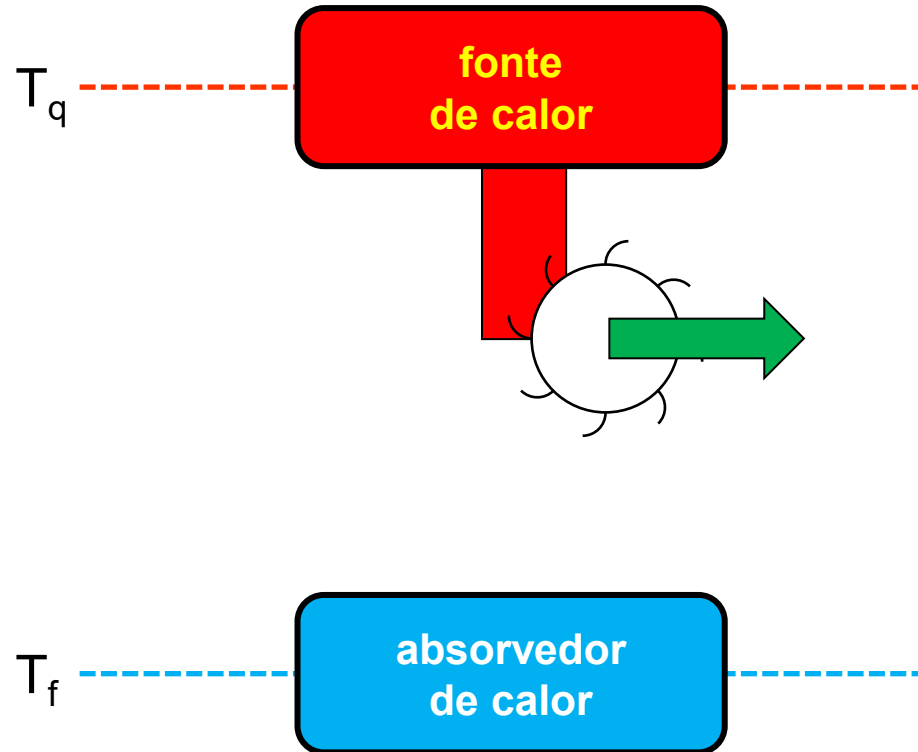 fonte
de calor
T_q
absorvedor
de calor
T_f